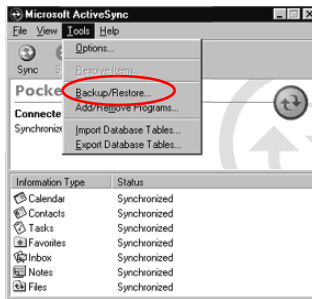 Microsoft ActiveSync
File View Tools Help
Options...
Sync
Resolve Items...
Backup/Restore...
Add/Remove Programs...
Import Database Tables...
Export Database Tables...
Pocke
Connecte
Synchronize
Information Type Status
Calendar Synchronized
Contacts Synchronized
Tasks Synchronized
Favorites Synchronized
Inbox Synchronized
Notes Synchronized
Files Synchronized